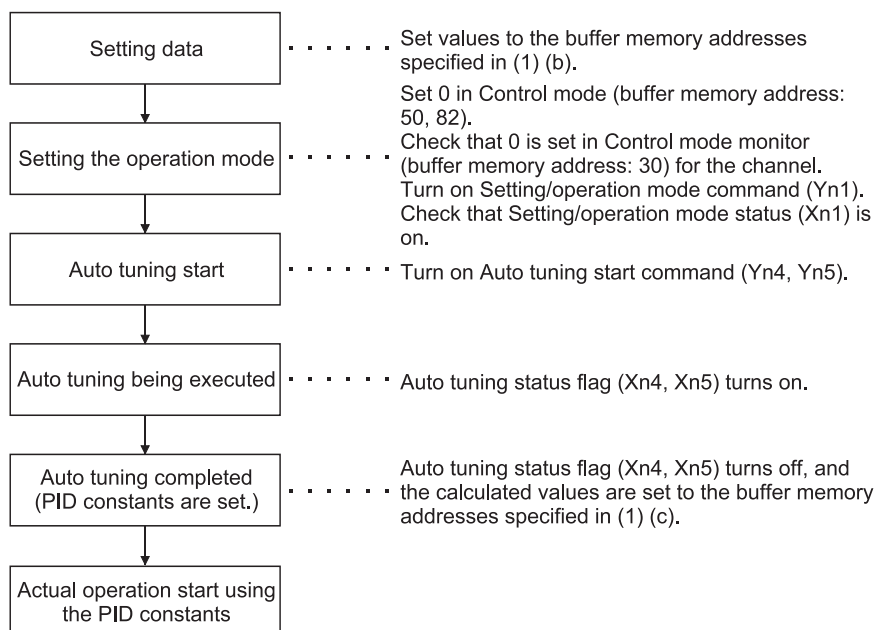 Setting data
Set values to the buffer memory addresses
specified in (1) (b).
Setting the operation mode
Set 0 in Control mode (buffer memory address:
50, 82).
Check that 0 is set in Control mode monitor
(buffer memory address: 30) for the channel.
Turn on Setting/operation mode command (Yn1).
Check that Setting/operation mode status (Xn1) is
on.
Auto tuning start
Turn on Auto tuning start command (Yn4, Yn5).
Auto tuning being executed
Auto tuning status flag (Xn4, Xn5) turns on.
Auto tuning completed
(PID constants are set.)
Auto tuning status flag (Xn4, Xn5) turns off, and
the calculated values are set to the buffer memory
addresses specified in (1) (c).
Actual operation start using
the PID constants